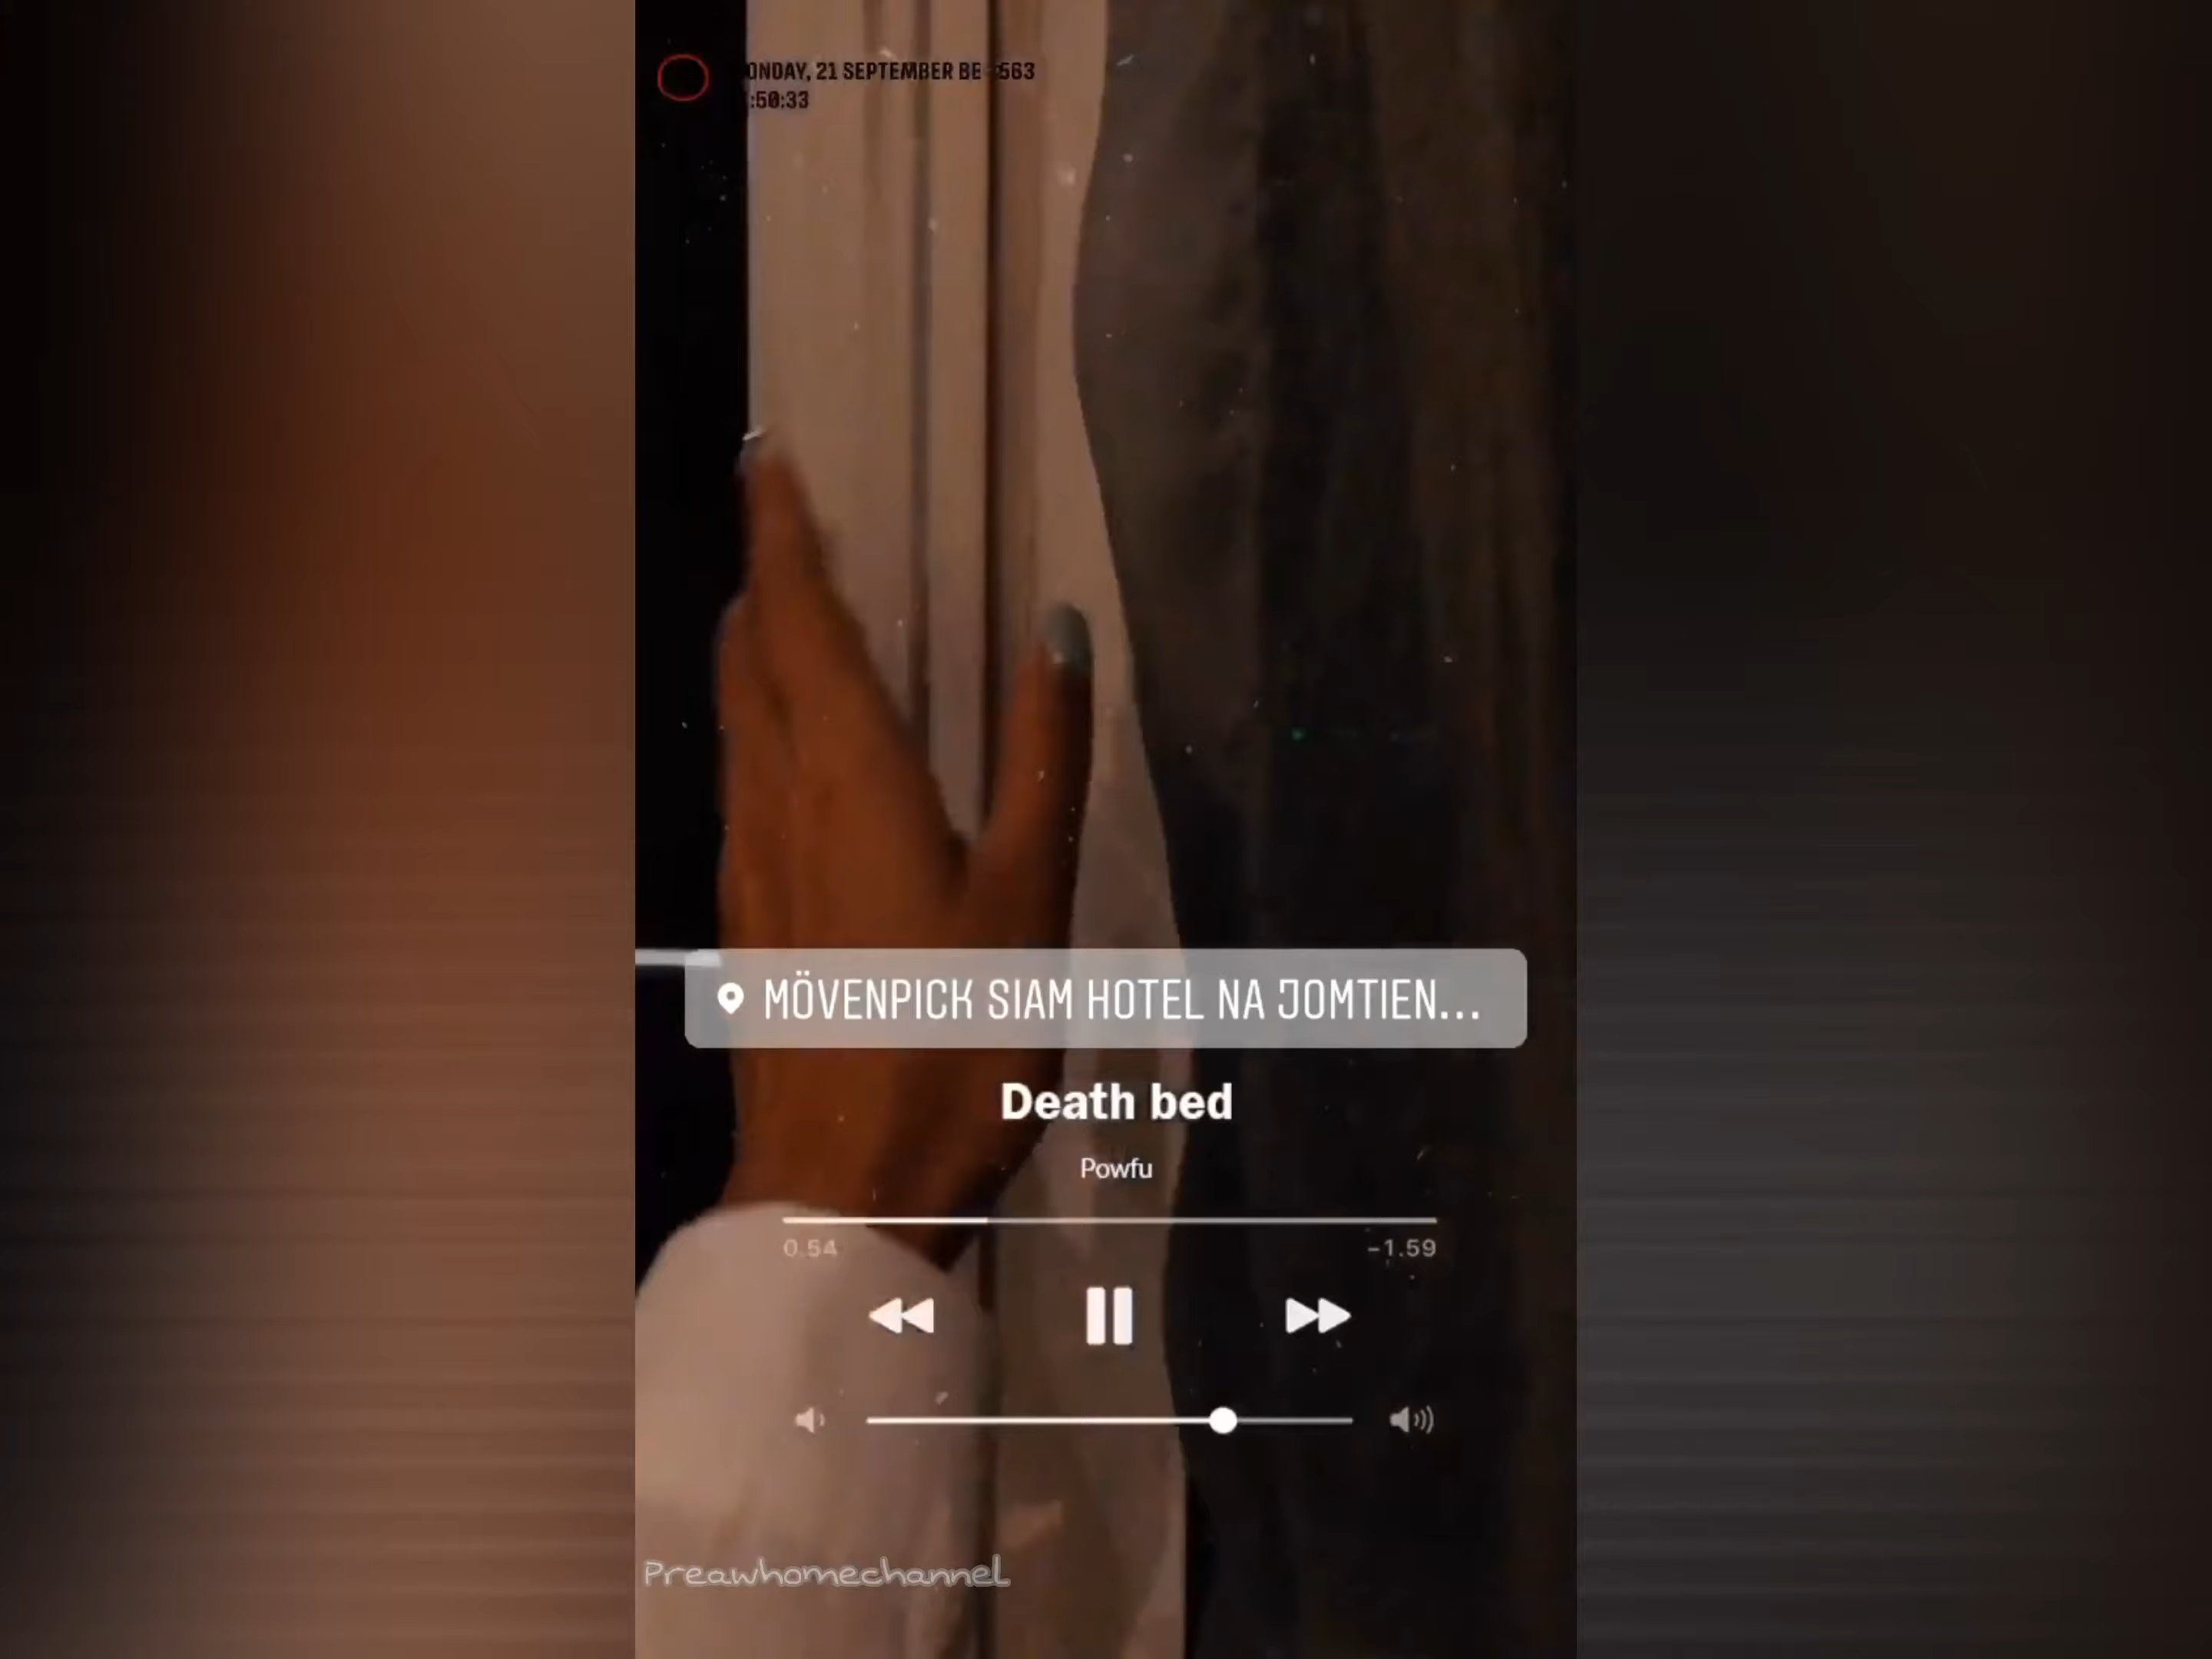 ONDAY, 21 SEPTEMBER BE 563
:50:33
MÖVENPICK SIAM HOTEL NA JOMTIEN...
Death bed
Powfu
0.54
-1.59
Preawhomechannel